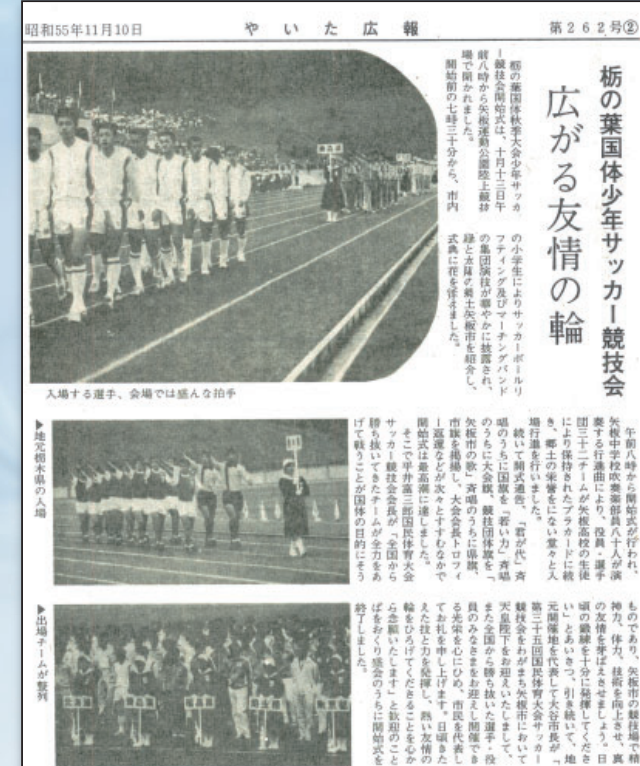 昭和55年11月10日
やいた広報
第262号②
栃の葉国体少年サッカー競技会
広がる友情の輪
栃の葉国体秋季大会少年サッカ
ー競技会開始式は、十月十三日午
前八時から矢板運動公園陸上競技
場で開かれました。
開始前の七時三十分から、市内
の小学生によりサッカーボールリ
フティング及びマーチングバンド
の集団演技が華やかに披露され、
緑と太陽の郷土矢板市を紹介し、
式典に花を添えました。
入場する選手、会場では盛んな拍手
午前八時から開始式が行われ、
矢板中学校吹奏楽部員八十人が演
奏する行進曲により、役員・選手
団三十二チームが矢板高校の生徒
により保持されたプラカードに続
き、郷土の栄誉をにない堂々と入
場行進を行いました。
続いて開式通告、「君が代」斉
唱のうちに国旗を「若い力」斉唱
のうちに大会旗、競技団体旗を「
矢板市の歌」斉唱のうちに県旗、
市旗を掲揚し、大会会長トロフィ
ー返還などが次々とすすむなかで
開始式は最高潮に達しました。
そこで平井富三郎国民体育大会
サッカー競技会会長が「全国から
勝ち抜いてきたチームが全力をあ
げて戦うことが国体の目的にそう
▶地元栃木県の入場
ものであり、矢板市の競技場で精
神力、体力、技術を向上させ、真
の友情を芽ばえさせましょう。日
頃の鍛練を十分に発揮してくださ
い」とあいさつ、引き続いて、地
元開催地を代表して大谷市長が「
第三十五回国民体育大会サッカー
競技会をわがまち矢板市において
天皇陛下をお迎えいたしまして、
また全国から勝ち抜いた選手・役
員のみなさまをお迎えし開催でき
る光栄を心にひめ、市民を代表し
てお礼を申し上げます。日頃きた
えた技と力を発揮し、熱い友情の
輪をひろげてくださることを心か
ら念願いたします」と歓迎のこと
ばをおくり盛会のうちに開始式を
終了しました。
▶出場チームが整列